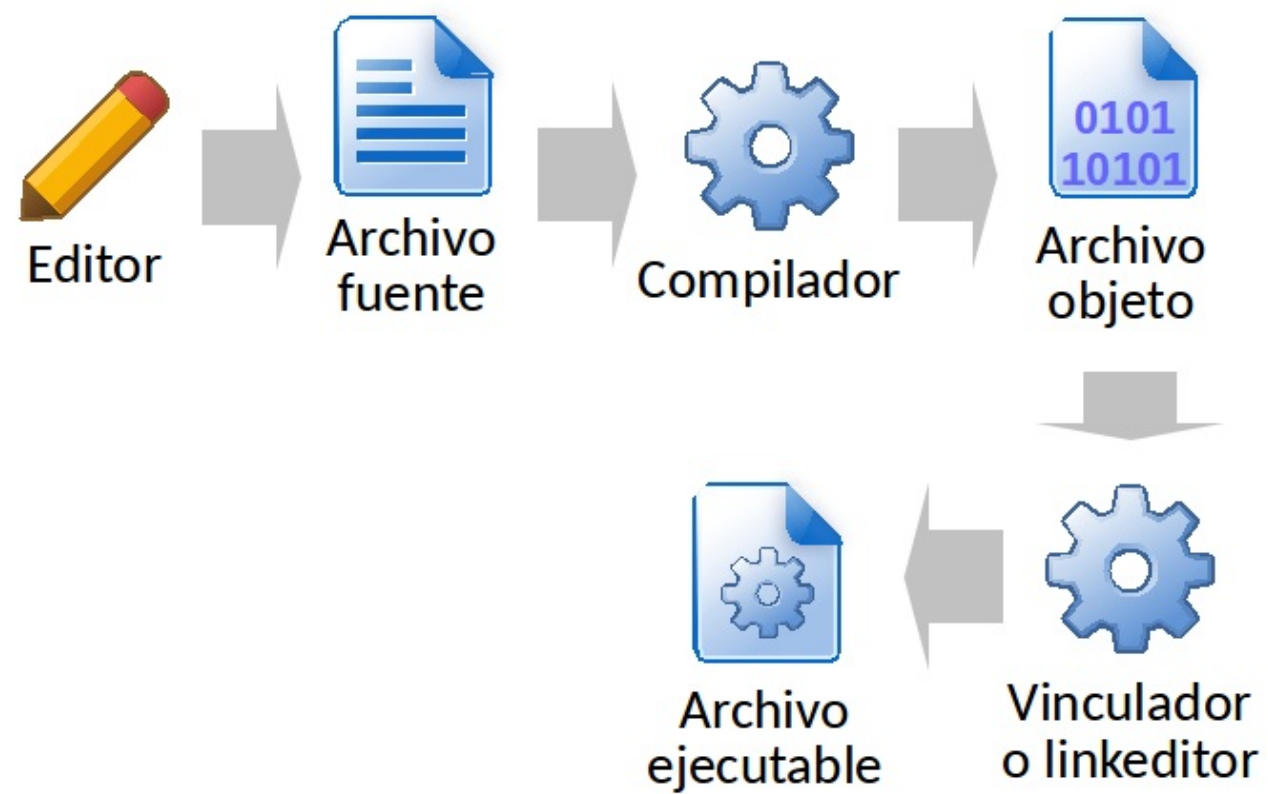 Editor
Archivo
fuente
Compilador
0101
10101
Archivo
objeto
Vinculador
o linkeditor
Archivo
ejecutable